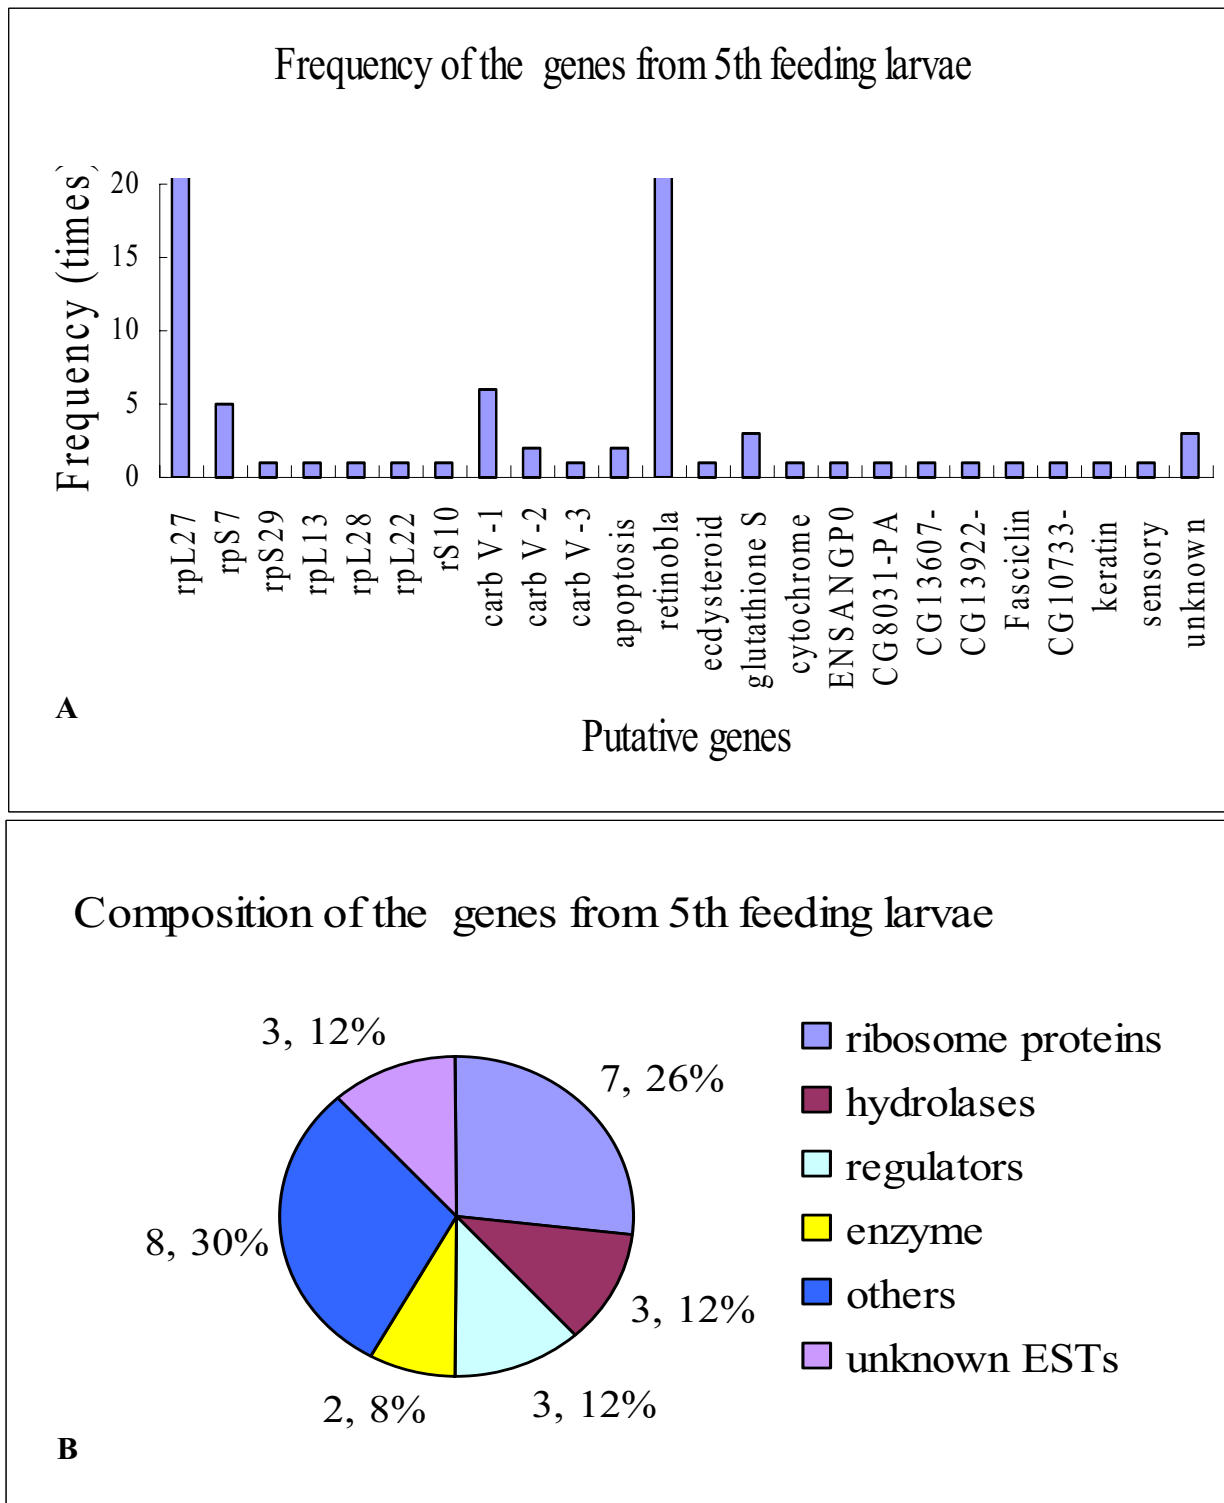 Frequency of the genes from 5th feeding larvae
Frequency (times)
20
15
10
5
0
rpL27
rpS7
rpS29
rpL13
rpL28
rpL22
rS10
carb V-1
carb V-2
carb V-3
apoptosis
retinobla
ecdysteroid
glutathione S
cytochrome
ENSANGP0
CG8031-PA
CG13607-
CG13922-
Fasciclin
CG10733-
keratin
sensory
unknown
Putative genes
A
Composition of the genes from 5th feeding larvae
3, 12%
7, 26%
8, 30%
3, 12%
2, 8%
3, 12%
ribosome proteins
hydrolases
regulators
enzyme
others
unknown ESTs
B